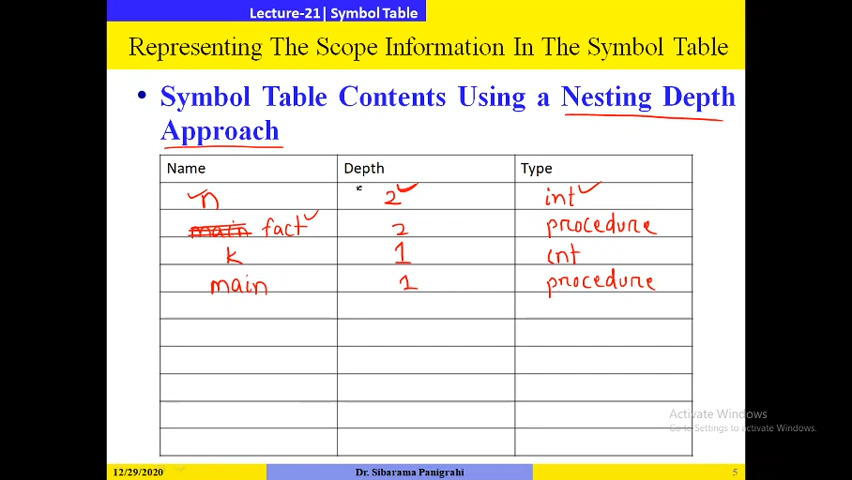 Lecture-21| Symbol Table
Representing The Scope Information In The Symbol Table
• Symbol Table Contents Using a Nesting Depth
Approach
Name Depth Type
n 2 int
main fact 2 procedure
k 1 int
main 1 procedure
Activate Windows
Go to Settings to activate Windows.
12/29/2020 Dr. Sibarama Panigrahi 5